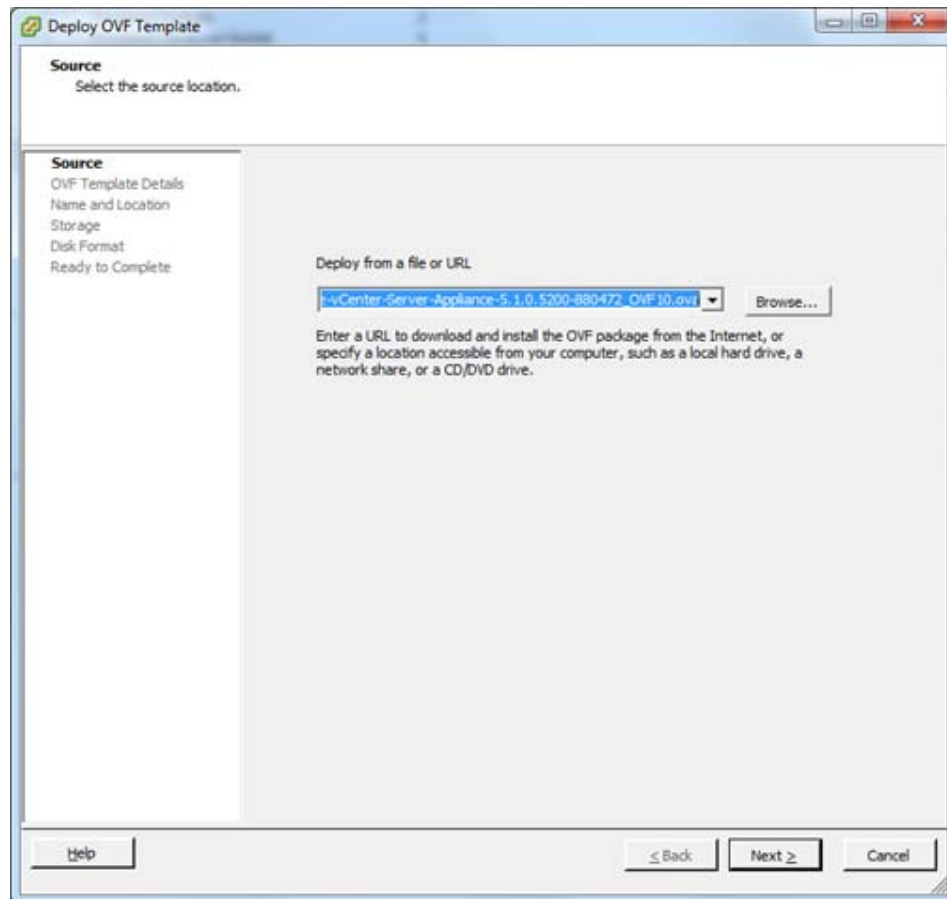 Deploy OVF Template
Source
Select the source location.
Source
OVF Template Details
Name and Location
Storage
Disk Format
Ready to Complete
Deploy from a file or URL
-vCenter-Server-Appliance-5.1.0.5200-880472_OVF10.ova
Browse...
Enter a URL to download and install the OVF package from the Internet, or
specify a location accessible from your computer, such as a local hard drive, a
network share, or a CD/DVD drive.
Help
< Back
Next >
Cancel